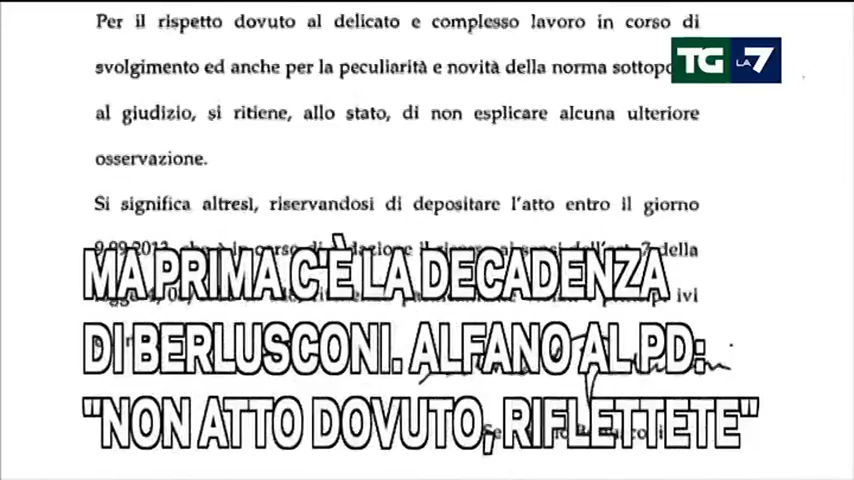 Per il rispetto dovuto al delicato e complesso lavoro in corso di
TG LA7
svolgimento ed anche per la peculiarità e novità della norma
al giudizio, si ritiene, allo stato, di non esplicare alcuna ulteriore
osservazione.
Si significa altresì, riservandosi di depositare l'atto entro il giorno
della
ivi
MA PRIMA C'È LA DECADENZA
DI BERLUSCONI. ALFANO AL PD:
"NON ATTO DOVUTO, RIFLETTETE"